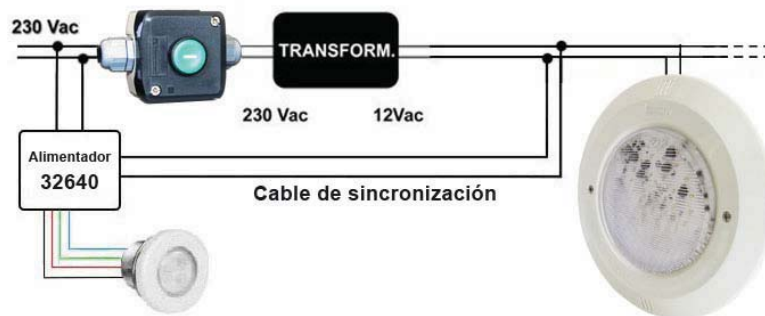 230 Vac
TRANSFORM.
230 Vac
12Vac
Alimentador
32640
Cable de sincronización